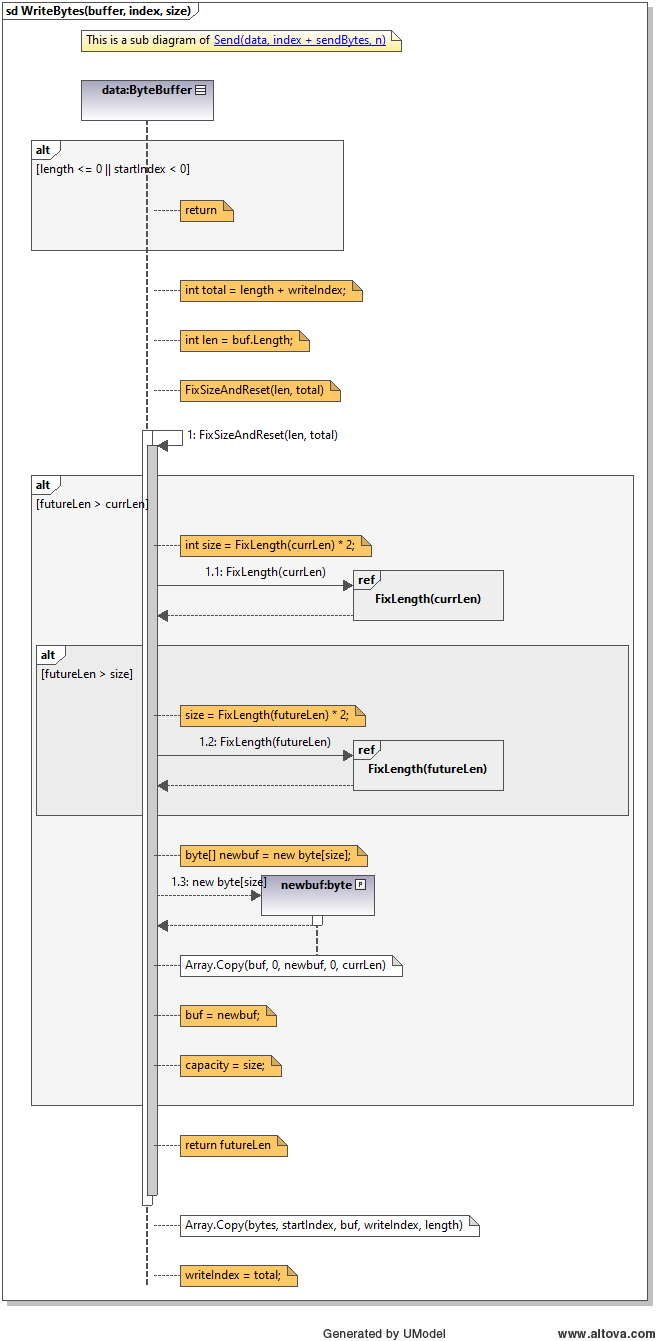 sd WriteBytes(buffer, index, size)
This is a sub diagram of Send(data, index + sendBytes, n)
data:ByteBuffer
alt
[length <= 0 || startIndex < 0]
return
int total = length + writeIndex;
int len = buf.Length;
FixSizeAndReset(len, total)
1: FixSizeAndReset(len, total)
alt
[futureLen > currLen]
int size = FixLength(currLen) * 2;
1.1: FixLength(currLen)
ref
FixLength(currLen)
alt
[futureLen > size]
size = FixLength(futureLen) * 2;
1.2: FixLength(futureLen)
ref
FixLength(futureLen)
byte[] newbuf = new byte[size];
1.3: new byte[size]
newbuf:byte P
Array.Copy(buf, 0, newbuf, 0, currLen)
buf = newbuf;
capacity = size;
return futureLen
Array.Copy(bytes, startIndex, buf, writeIndex, length)
writeIndex = total;
Generated by UModel www.altova.com